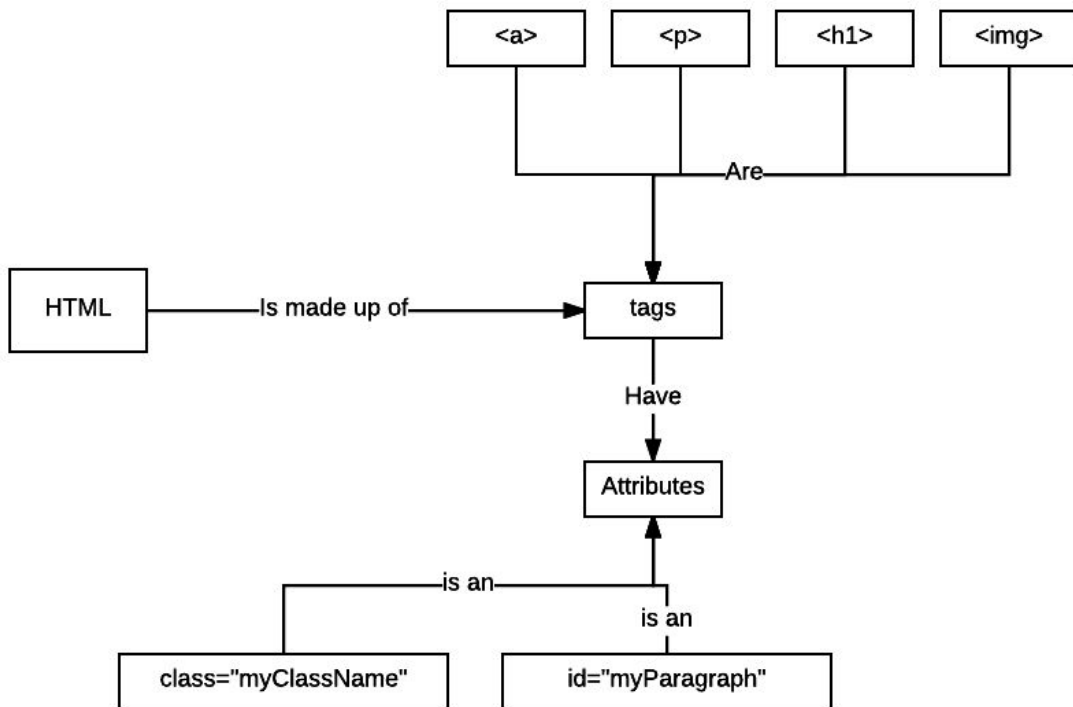 <a>
<p>
<h1>
<img>
Are
HTML
Is made up of
tags
Have
Attributes
is an
is an
class="myClassName"
id="myParagraph"